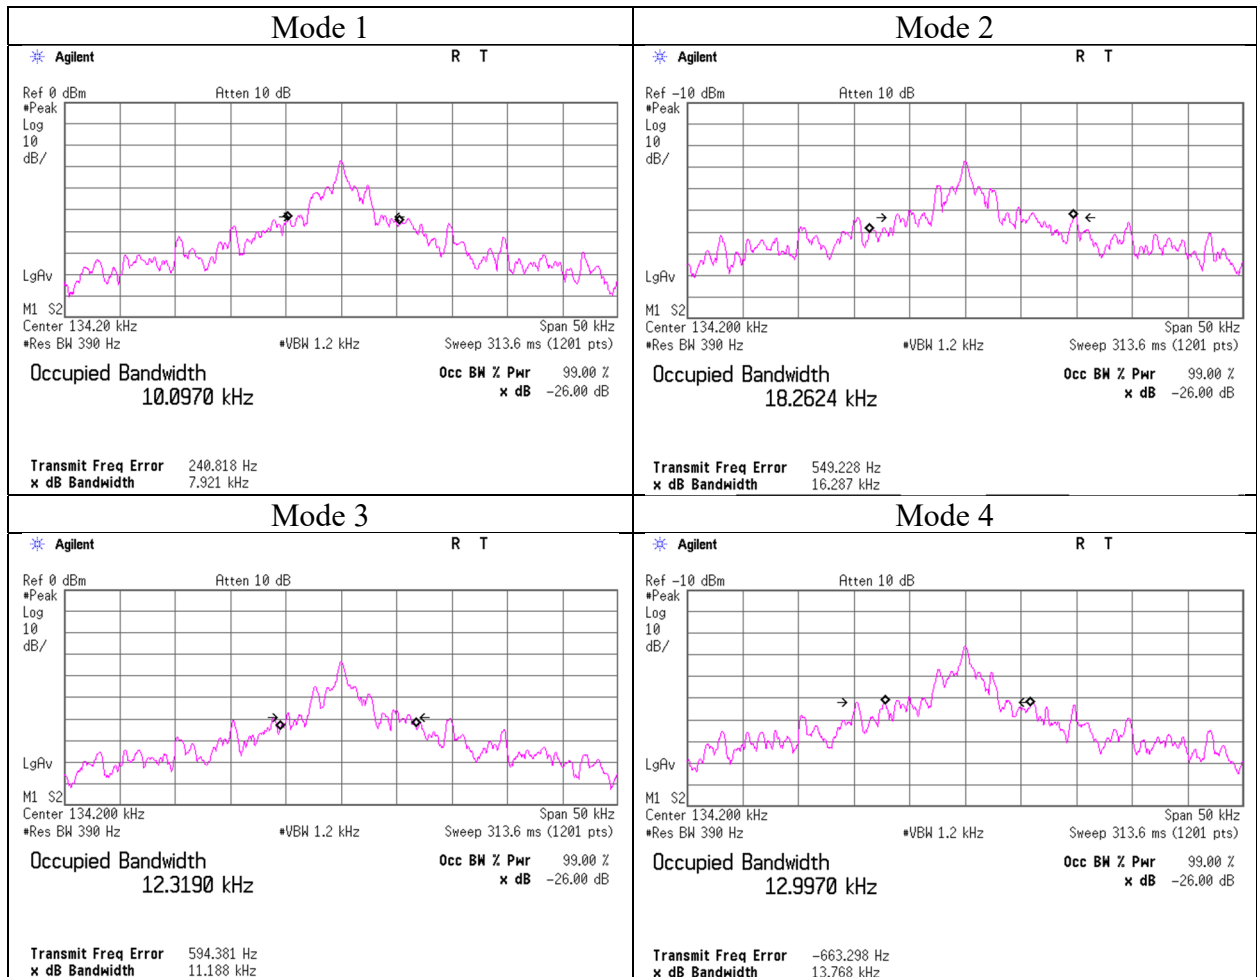 Mode 1
Agilent R T
Ref 0 dBm Atten 10 dB
#Peak
Log
10
dB/
LgAv
M1 S2
Center 134.20 kHz Span 50 kHz
#Res BW 390 Hz #VBW 1.2 kHz Sweep 313.6 ms (1201 pts)
Occupied Bandwidth Occ BW % Pwr 99.00 %
10.0970 kHz x dB -26.00 dB
Transmit Freq Error 240.818 Hz
x dB Bandwidth 7.921 kHz
Mode 2
Agilent R T
Ref -10 dBm Atten 10 dB
#Peak
Log
10
dB/
LgAv
M1 S2
Center 134.200 kHz Span 50 kHz
#Res BW 390 Hz #VBW 1.2 kHz Sweep 313.6 ms (1201 pts)
Occupied Bandwidth Occ BW % Pwr 99.00 %
18.2624 kHz x dB -26.00 dB
Transmit Freq Error 549.228 Hz
x dB Bandwidth 16.287 kHz
Mode 3
Agilent R T
Ref 0 dBm Atten 10 dB
#Peak
Log
10
dB/
LgAv
M1 S2
Center 134.200 kHz Span 50 kHz
#Res BW 390 Hz #VBW 1.2 kHz Sweep 313.6 ms (1201 pts)
Occupied Bandwidth Occ BW % Pwr 99.00 %
12.3190 kHz x dB -26.00 dB
Transmit Freq Error 594.381 Hz
x dB Bandwidth 11.188 kHz
Mode 4
Agilent R T
Ref -10 dBm Atten 10 dB
#Peak
Log
10
dB/
LgAv
M1 S2
Center 134.200 kHz Span 50 kHz
#Res BW 390 Hz #VBW 1.2 kHz Sweep 313.6 ms (1201 pts)
Occupied Bandwidth Occ BW % Pwr 99.00 %
12.9970 kHz x dB -26.00 dB
Transmit Freq Error -663.298 Hz
x dB Bandwidth 13.768 kHz